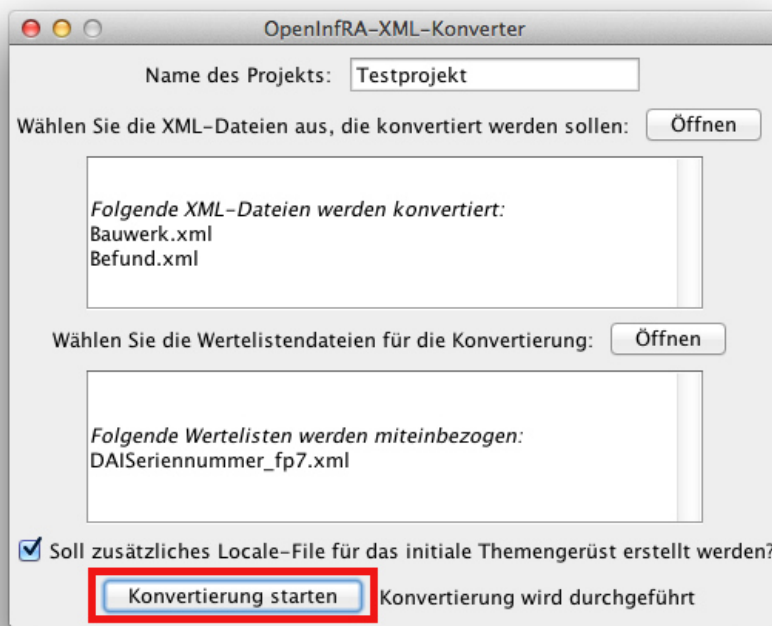 OpenInfRA-XML-Konverter
Name des Projekts: Testprojekt
Wählen Sie die XML-Dateien aus, die konvertiert werden sollen: Öffnen
Folgende XML-Dateien werden konvertiert:
Bauwerk.xml
Befund.xml
Wählen Sie die Wertelistendateien für die Konvertierung: Öffnen
Folgende Wertelisten werden miteinbezogen:
DAISeriennummer_fp7.xml
Soll zusätzliches Locale-File für das initiale Themengerüst erstellt werden?
Konvertierung starten Konvertierung wird durchgeführt